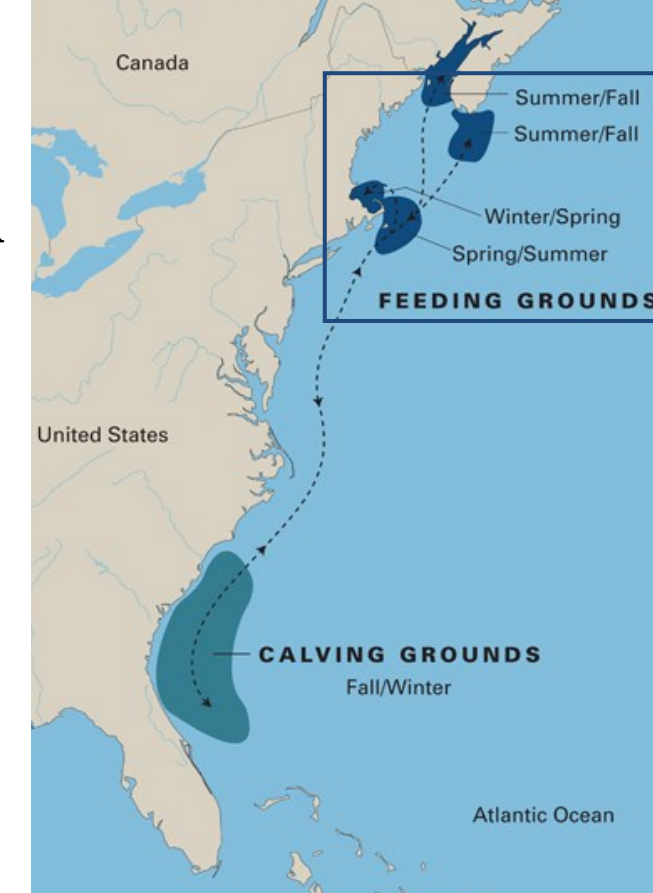 Canada
Summer/Fall
Summer/Fall
Winter/Spring
Spring/Summer
FEEDING GROUNDS
United States
CALVING GROUNDS
Fall/Winter
Atlantic Ocean